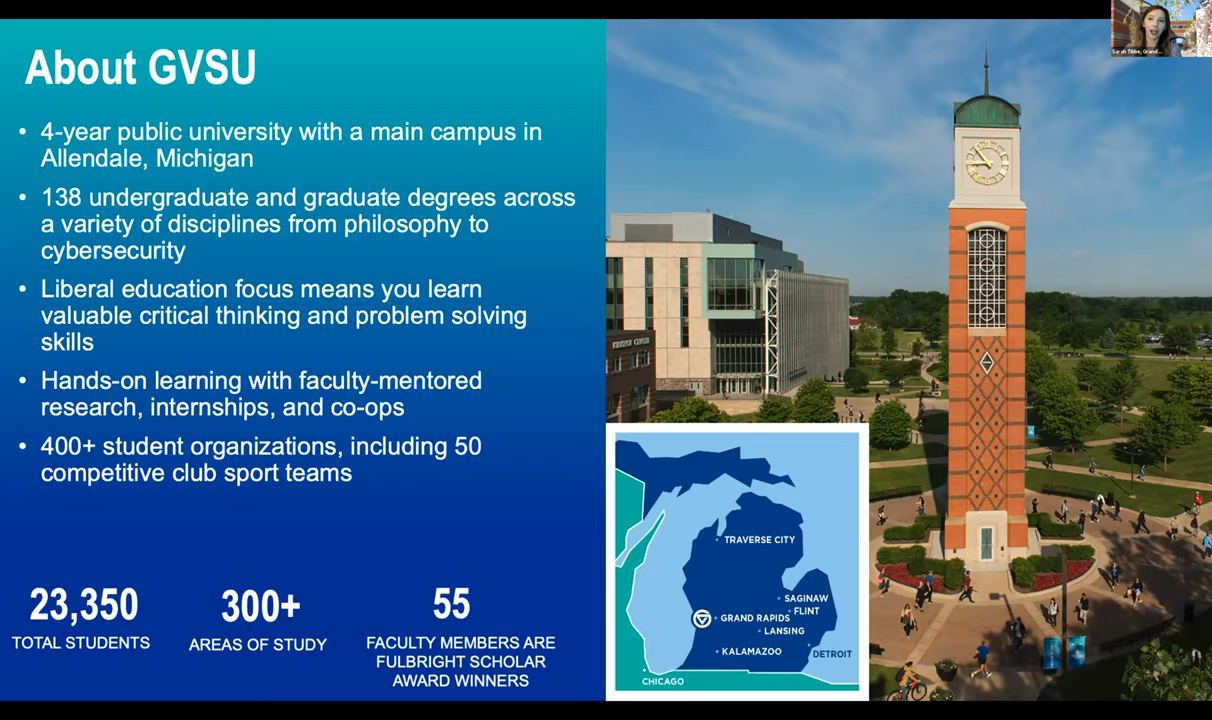 About GVSU
• 4-year public university with a main campus in
Allendale, Michigan
• 138 undergraduate and graduate degrees across
a variety of disciplines from philosophy to
cybersecurity
• Liberal education focus means you learn
valuable critical thinking and problem solving
skills
• Hands-on learning with faculty-mentored
research, internships, and co-ops
• 400+ student organizations, including 50
competitive club sport teams
23,350
TOTAL STUDENTS
300+
AREAS OF STUDY
55
FACULTY MEMBERS ARE
FULBRIGHT SCHOLAR
AWARD WINNERS
Sarah Tibbe, Grand ...
TRAVERSE CITY
SAGINAW
FLINT
GRAND RAPIDS
LANSING
KALAMAZOO
DETROIT
CHICAGO